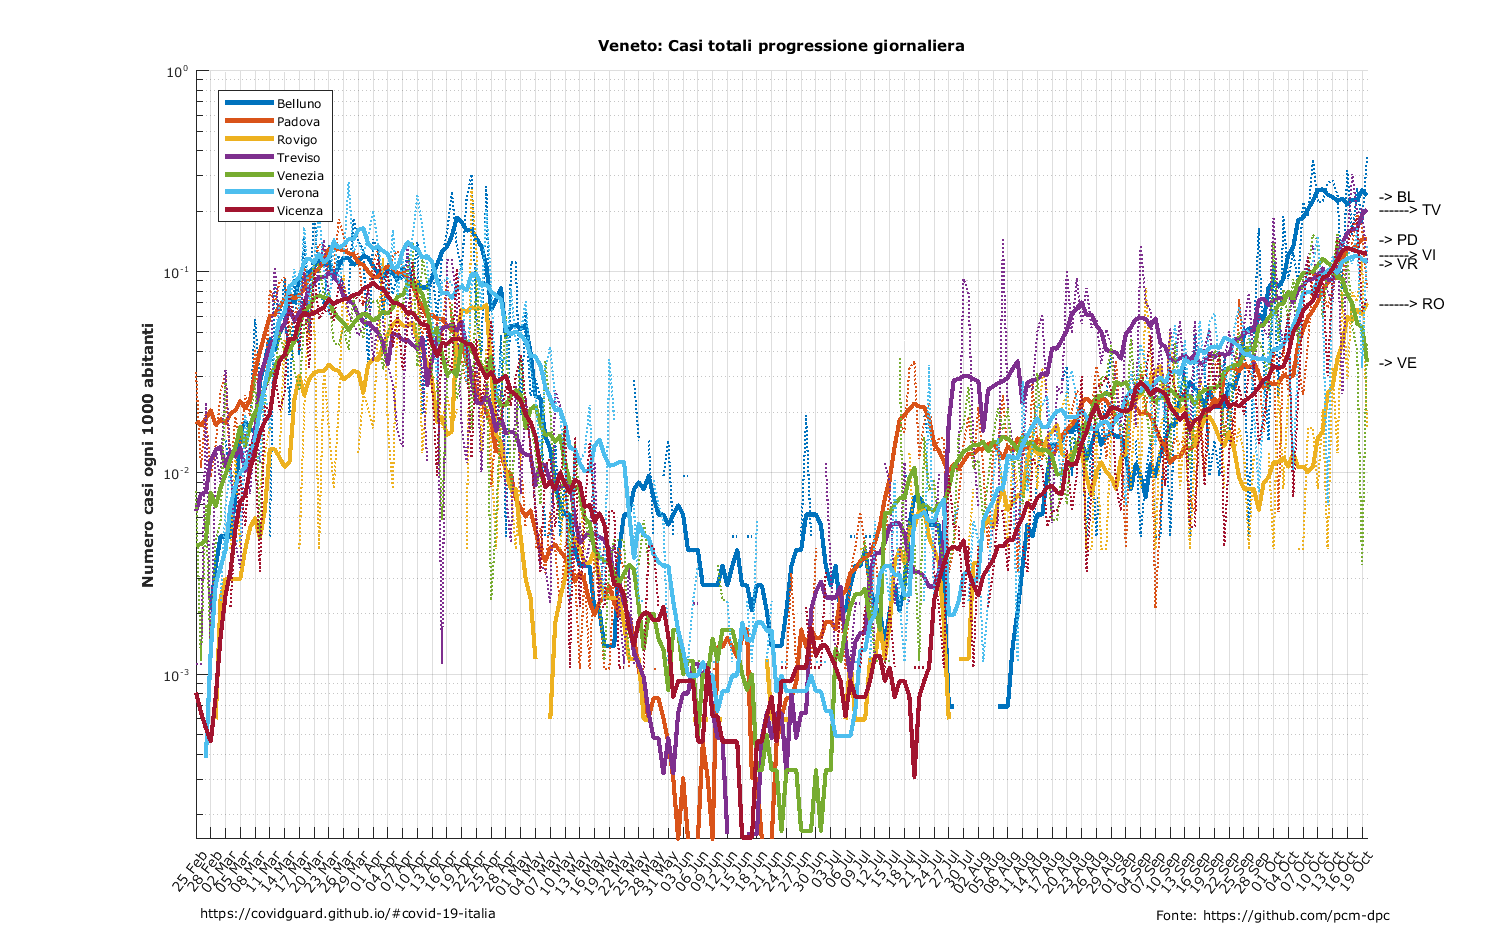 Veneto: Casi totali progressione giornaliera
10⁰
10⁻¹
10⁻²
10⁻³
Numero casi ogni 1000 abitanti
Belluno
Padova
Rovigo
Treviso
Venezia
Verona
Vicenza
-> BL
------> TV
-> PD
------> VI
-> VR
------> RO
-> VE
25 Feb
28 Feb
02 Mar
05 Mar
08 Mar
11 Mar
14 Mar
17 Mar
20 Mar
23 Mar
26 Mar
29 Mar
01 Apr
04 Apr
07 Apr
10 Apr
13 Apr
16 Apr
19 Apr
22 Apr
25 Apr
28 Apr
01 May
04 May
07 May
10 May
13 May
16 May
19 May
22 May
25 May
28 May
31 May
03 Jun
06 Jun
09 Jun
12 Jun
15 Jun
18 Jun
21 Jun
24 Jun
27 Jun
30 Jun
03 Jul
06 Jul
09 Jul
12 Jul
15 Jul
18 Jul
21 Jul
24 Jul
27 Jul
30 Jul
02 Aug
05 Aug
08 Aug
11 Aug
14 Aug
17 Aug
20 Aug
23 Aug
26 Aug
29 Aug
01 Sep
04 Sep
07 Sep
10 Sep
13 Sep
16 Sep
19 Sep
22 Sep
25 Sep
28 Sep
01 Oct
04 Oct
07 Oct
10 Oct
13 Oct
16 Oct
19 Oct
https://covidguard.github.io/#covid-19-italia
Fonte: https://github.com/pcm-dpc